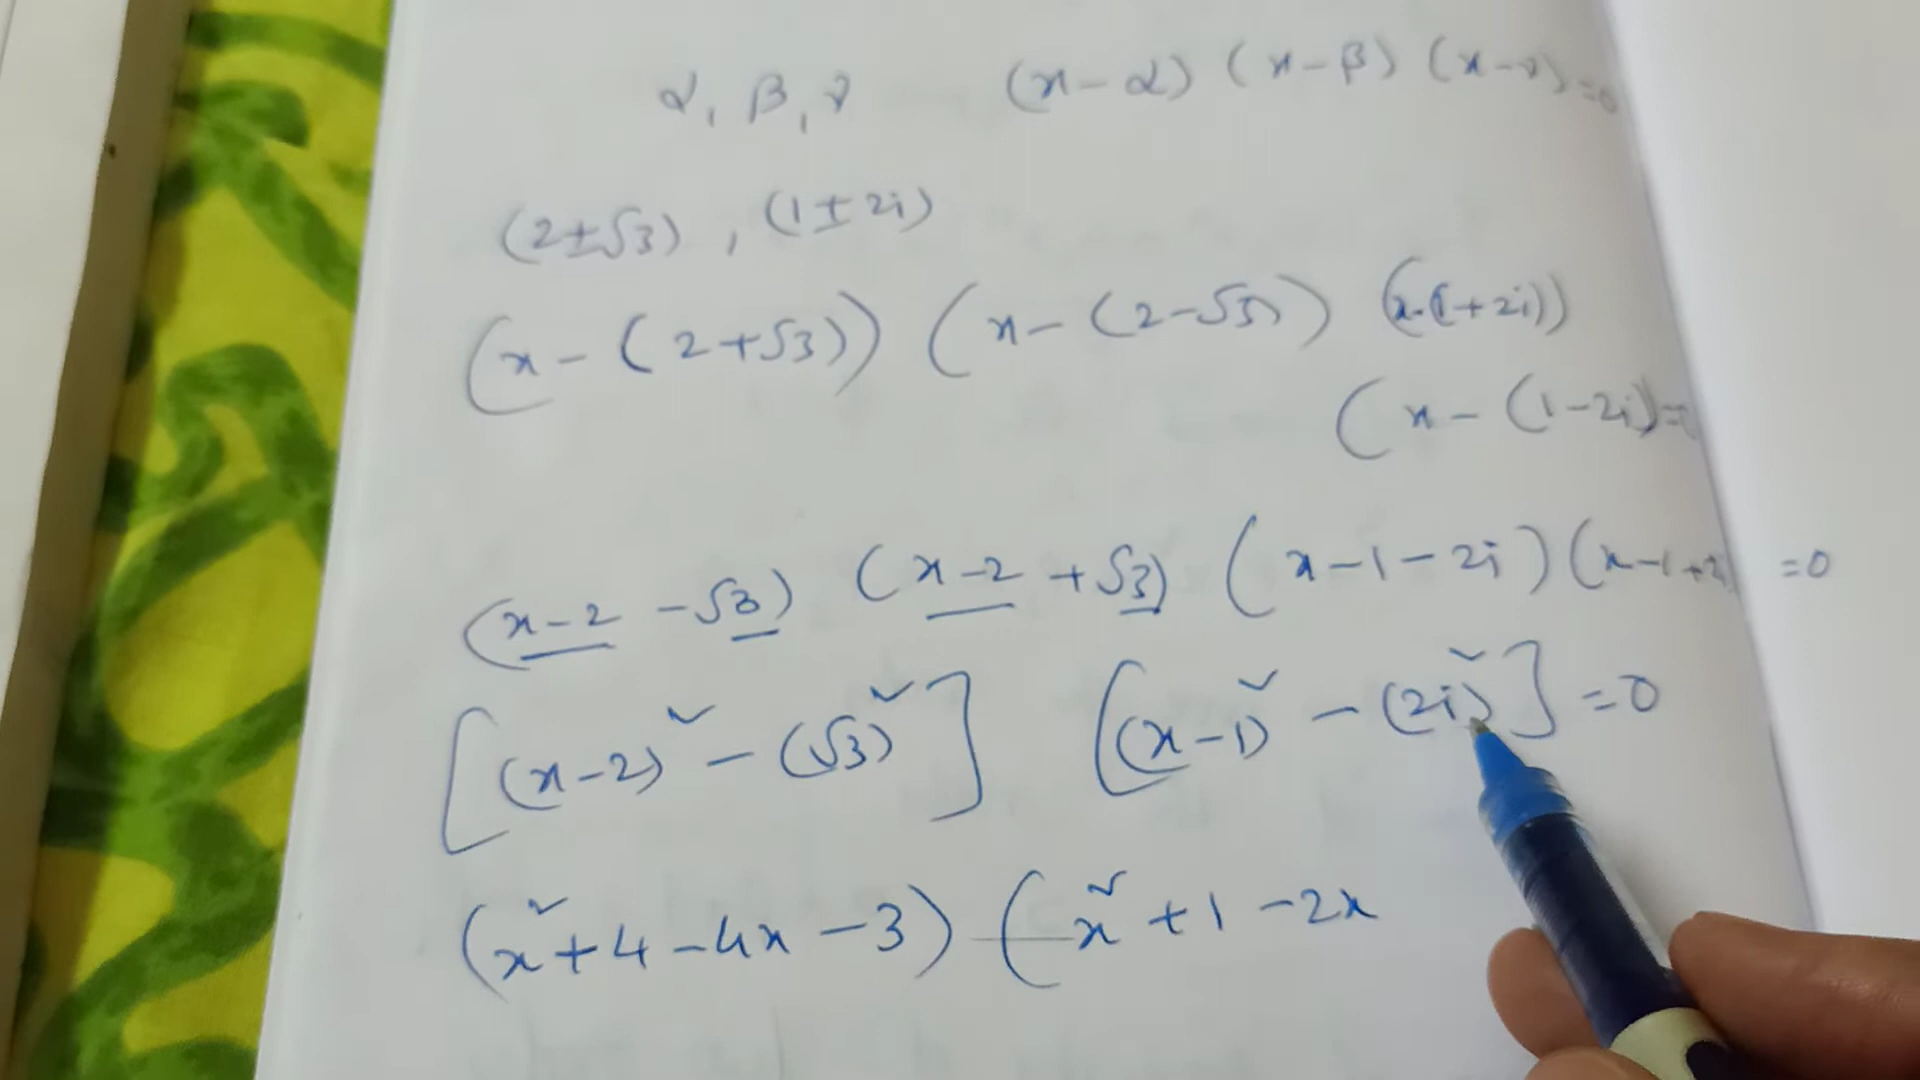 α, β, γ (x-α) (x-β) (x-γ)=0
(2±√3), (1±2i)
(x-(2+√3)) (x-(2-√3)) (x-(1+2i))
(x-(1-2i)=0
(x-2 -√3) (x-2 +√3) (x-1-2i) (x-1+2i =0
[(x-2)² - (√3)²] [(x-1)² - (2i)²] =0
(x²+4-4x-3) (x²+1-2x